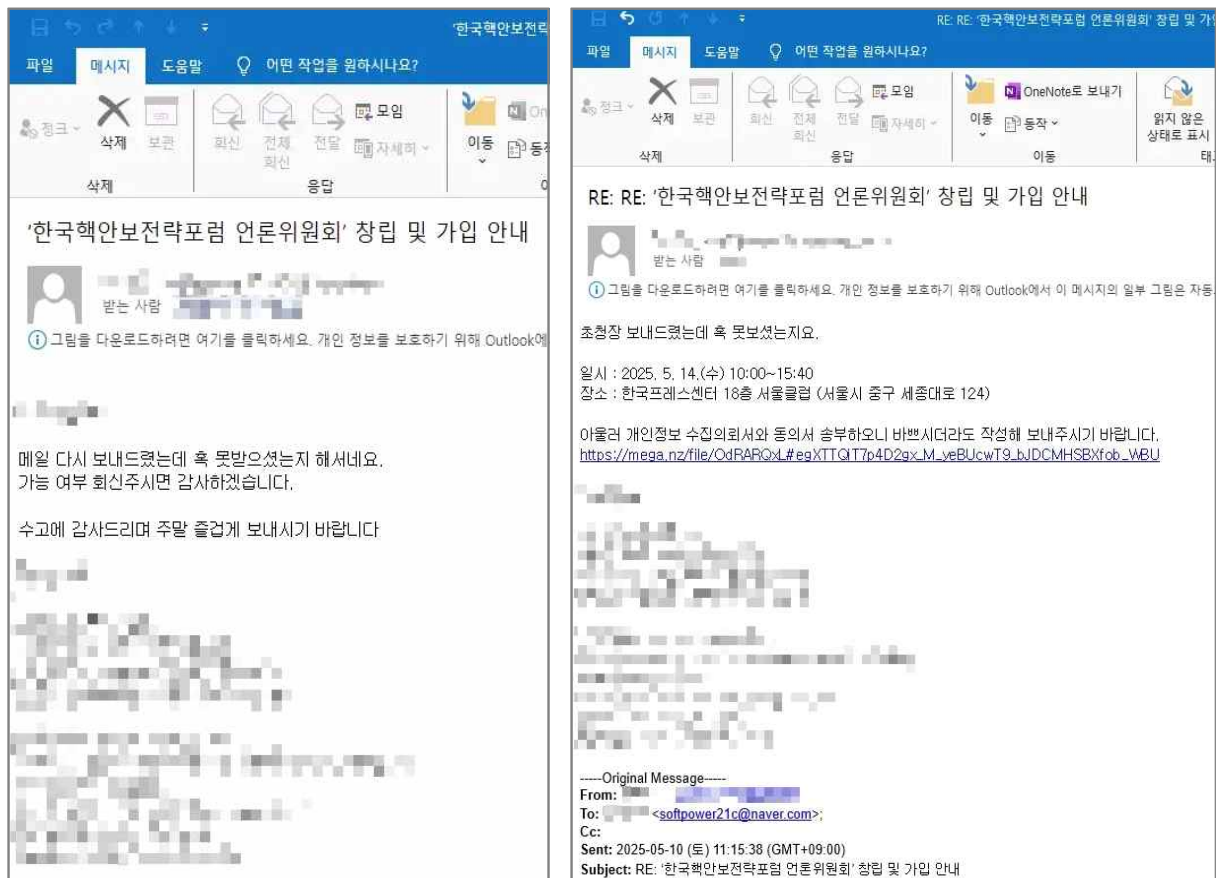 '한국핵안보전략
파일
메시지
도움말
어떤 작업을 원하시나요?
정크
삭제
보관
회신
전체 회신
전달
모임
자세히
이동
동작
삭제
응답
'한국핵안보전략포럼 언론위원회' 창립 및 가입 안내
받는 사람
그림을 다운로드하려면 여기를 클릭하세요. 개인 정보를 보호하기 위해 Outlook에
메일 다시 보내드렸는데 혹 못받으셨는지 해서네요.
가능 여부 회신주시면 감사하겠습니다.
수고에 감사드리며 주말 즐겁게 보내시기 바랍니다
RE: RE: '한국핵안보전략포럼 언론위원회' 창립 및 가입
파일
메시지
도움말
어떤 작업을 원하시나요?
정크
삭제
보관
회신
전체 회신
전달
모임
자세히
이동
OneNote로 보내기
동작
읽지 않은
상태로 표시
삭제
응답
이동
RE: RE: '한국핵안보전략포럼 언론위원회' 창립 및 가입 안내
받는 사람
그림을 다운로드하려면 여기를 클릭하세요. 개인 정보를 보호하기 위해 Outlook에서 이 메시지의 일부 그림은 자동
초청장 보내드렸는데 혹 못보셨는지요.
일시 : 2025. 5. 14.(수) 10:00~15:40
장소 : 한국프레스센터 18층 서울클럽 (서울시 중구 세종대로 124)
아울러 개인정보 수집의뢰서와 동의서 송부하오니 바쁘시더라도 작성해 보내주시기 바랍니다.
https://mega.nz/file/OdRARQxL#egXTTQIT7p4D2gx_M_veBUcwT9_bJDCMHSBXfob_WBU
-----Original Message-----
From:
To: <softpower21c@naver.com>;
Cc:
Sent: 2025-05-10 (토) 11:15:38 (GMT+09:00)
Subject: RE: '한국핵안보전략포럼 언론위원회' 창립 및 가입 안내